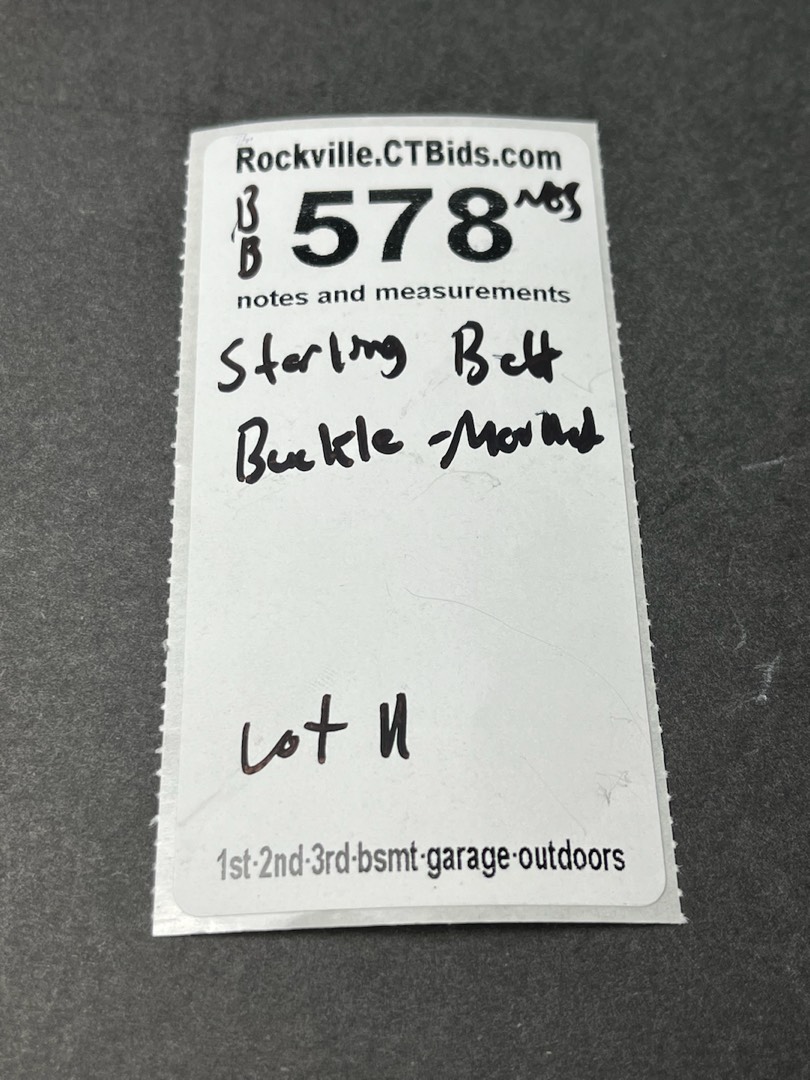 Rockville.CTBids.com
BB 578 NOS
notes and measurements
Sterling Belt
Buckle - Marked
Lot 11
1st·2nd·3rd·bsmt·garage·outdoors